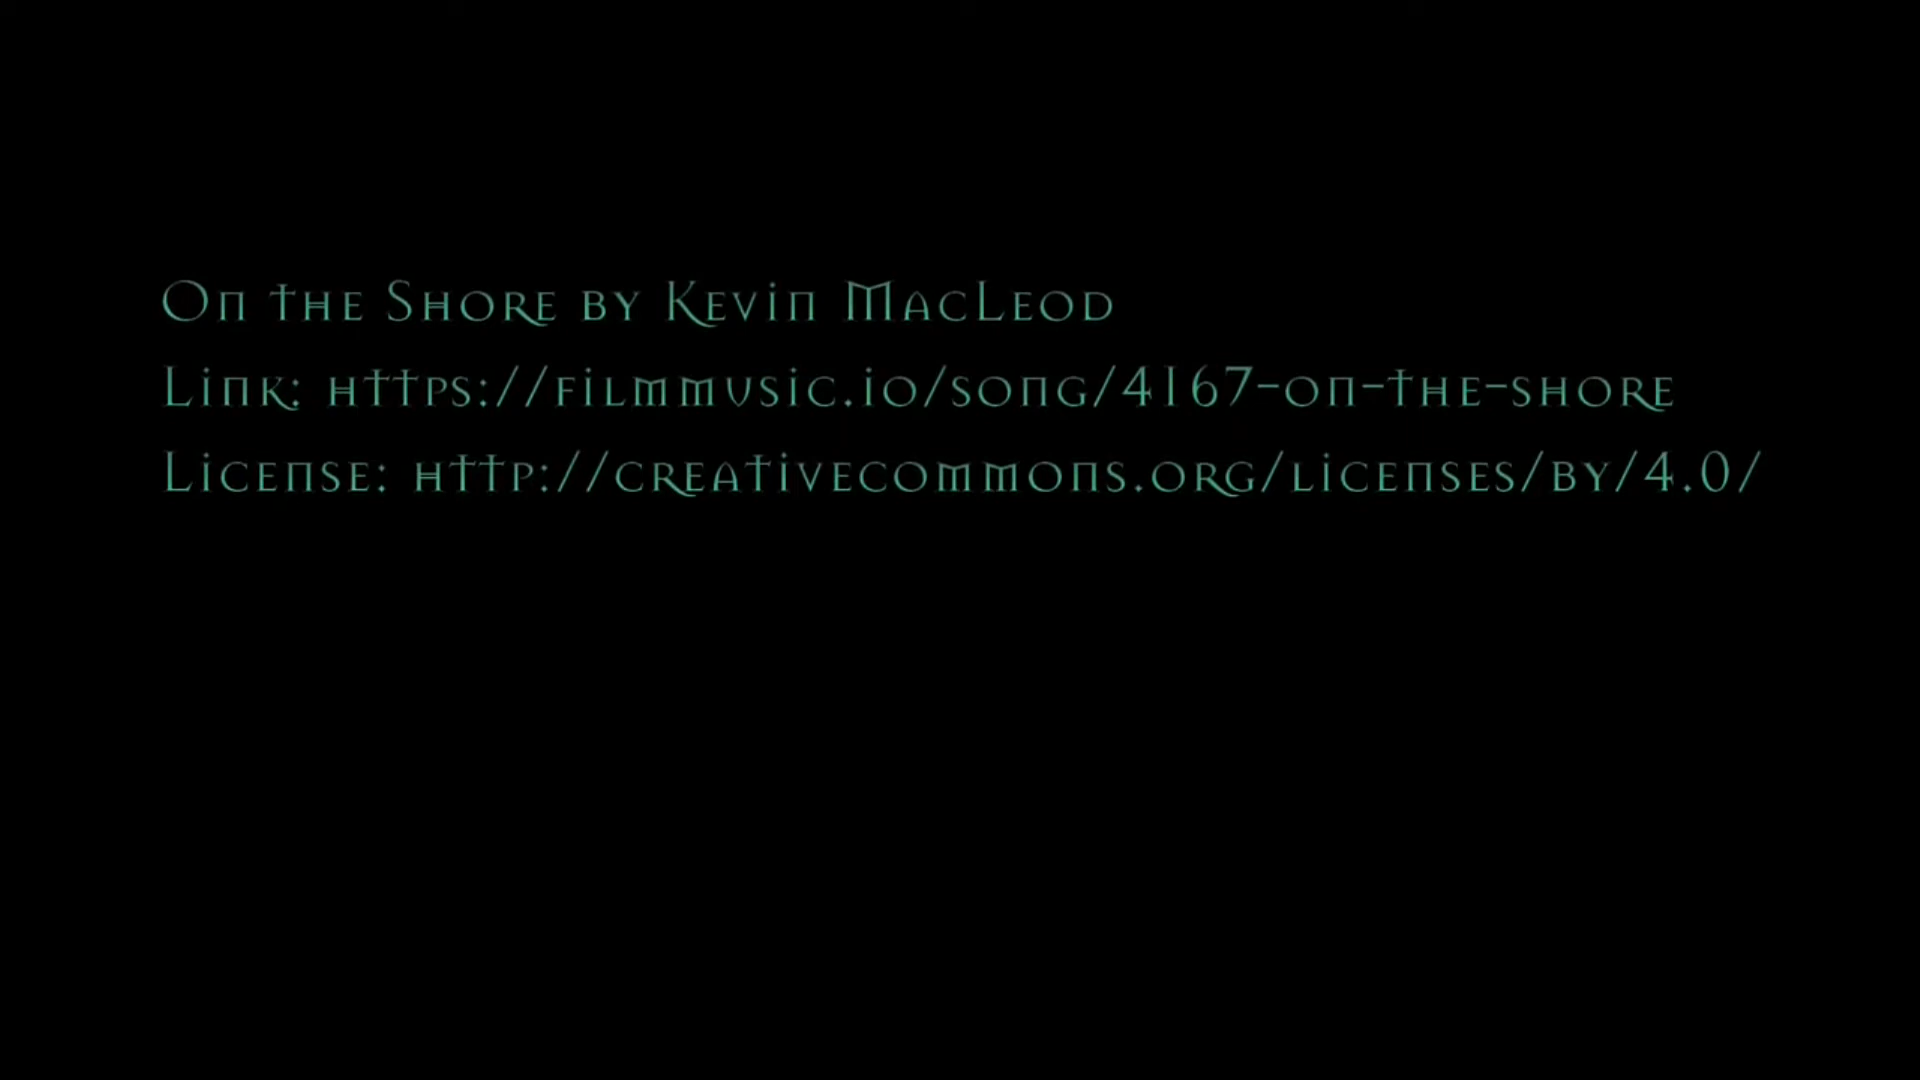 On the Shore by Kevin MacLeod
Link: https://filmmusic.io/song/4167-on-the-shore
License: http://creativecommons.org/licenses/by/4.0/